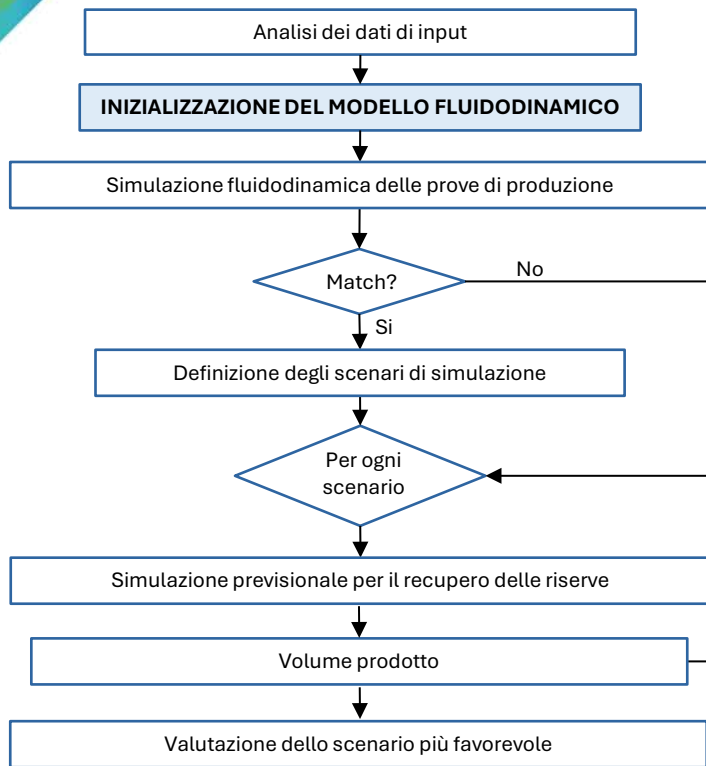 Analisi dei dati di input
INIZIALIZZAZIONE DEL MODELLO FLUIDODINAMICO
Simulazione fluidodinamica delle prove di produzione
Match?
No
Si
Definizione degli scenari di simulazione
Per ogni
scenario
Simulazione previsionale per il recupero delle riserve
Volume prodotto
Valutazione dello scenario più favorevole